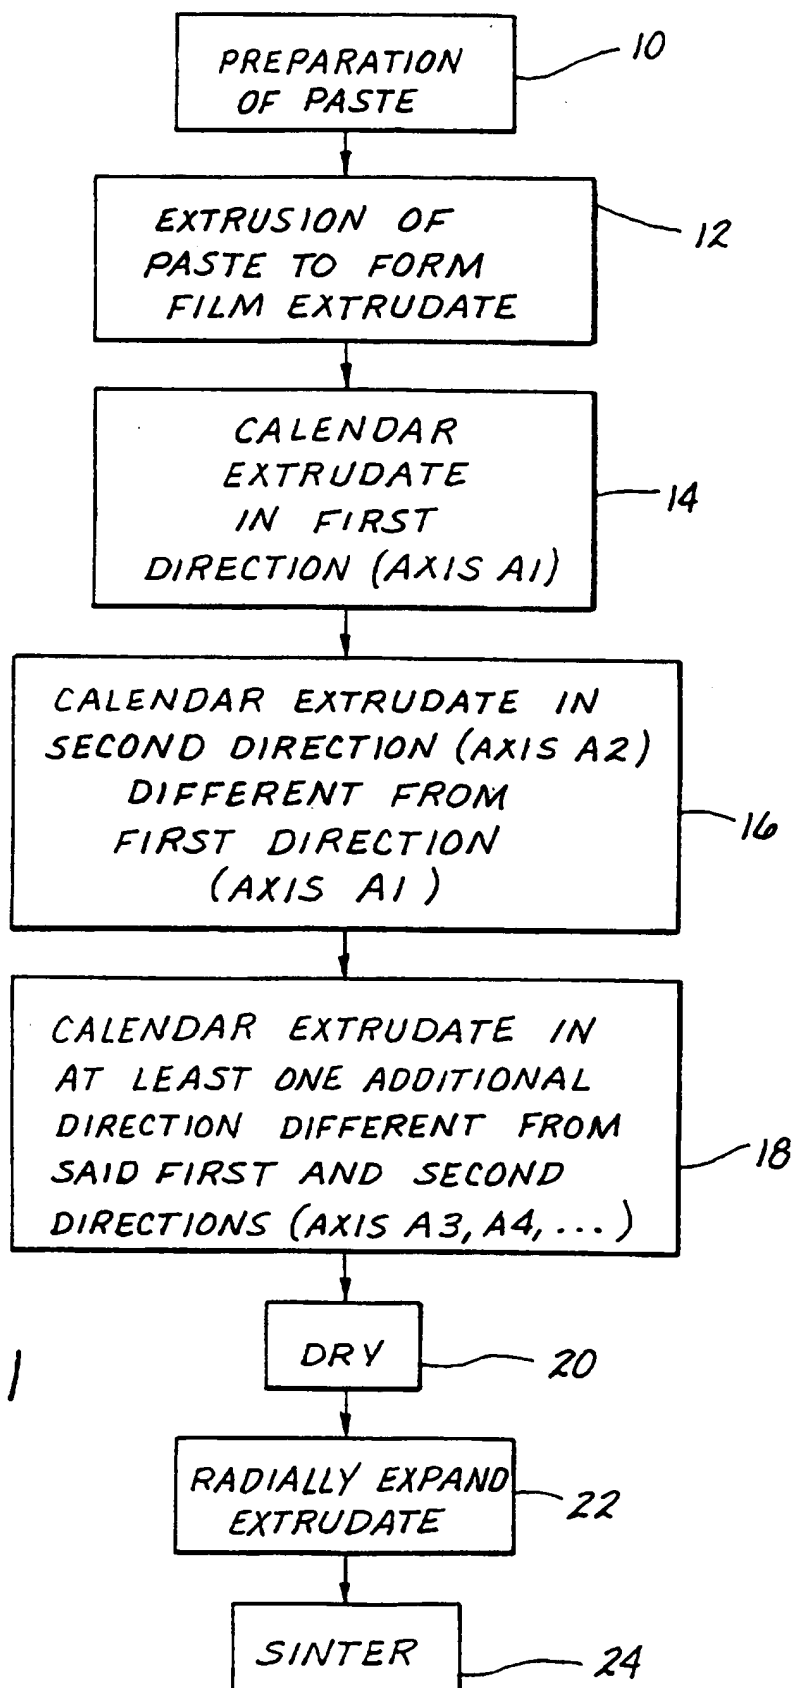 PREPARATION
OF PASTE
10
EXTRUSION OF
PASTE TO FORM
FILM EXTRUDATE
12
CALENDAR
EXTRUDATE
IN FIRST
DIRECTION (AXIS A1)
14
CALENDAR EXTRUDATE IN
SECOND DIRECTION (AXIS A2)
DIFFERENT FROM
FIRST DIRECTION
(AXIS A1)
16
CALENDAR EXTRUDATE IN
AT LEAST ONE ADDITIONAL
DIRECTION DIFFERENT FROM
SAID FIRST AND SECOND
DIRECTIONS (AXIS A3, A4, ...)
18
DRY
20
1
RADIALLY EXPAND
EXTRUDATE
22
SINTER
24